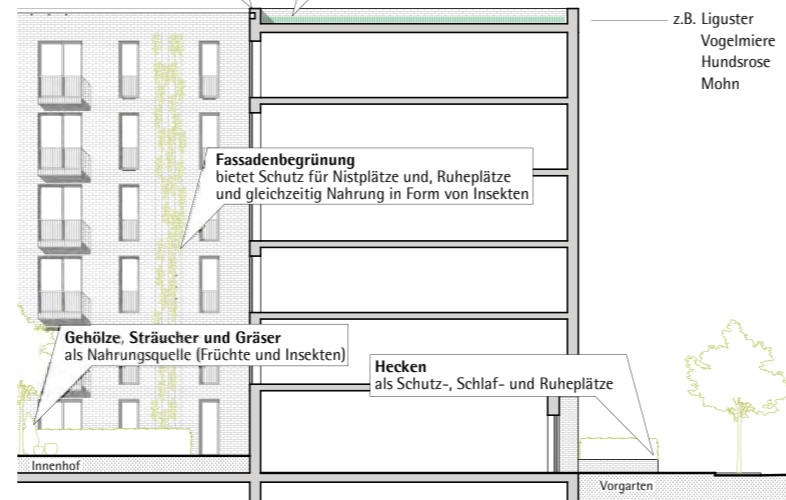 z.B. Liguster
Vogelmiere
Hundsrose
Mohn
Fassadenbegrünung
bietet Schutz für Nistplätze und, Ruheplätze
und gleichzeitig Nahrung in Form von Insekten
Gehölze, Sträucher und Gräser
als Nahrungsquelle (Früchte und Insekten)
Hecken
als Schutz-, Schlaf- und Ruheplätze
Innenhof
Vorgarten